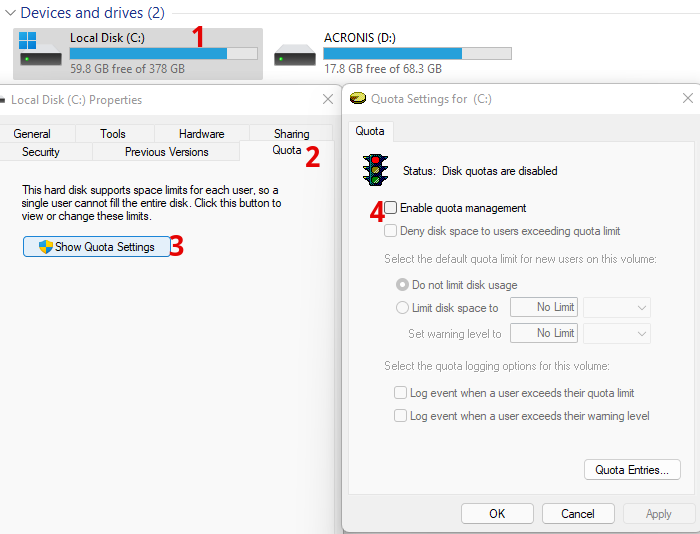 Devices and drives (2)
Local Disk (C:)
1
59.8 GB free of 378 GB
ACRONIS (D:)
17.8 GB free of 68.3 GB
Local Disk (C:) Properties
General
Tools
Hardware
Sharing
Security
Previous Versions
Quota
2
This hard disk supports space limits for each user, so a
single user cannot fill the entire disk. Click this button to
view or change these limits.
Show Quota Settings
3
Quota Settings for (C:)
Quota
Status: Disk quotas are disabled
4
Enable quota management
Deny disk space to users exceeding quota limit
Select the default quota limit for new users on this volume:
Do not limit disk usage
Limit disk space to No Limit
Set warning level to No Limit
Select the quota logging options for this volume:
Log event when a user exceeds their quota limit
Log event when a user exceeds their warning level
Quota Entries...
OK
Cancel
Apply